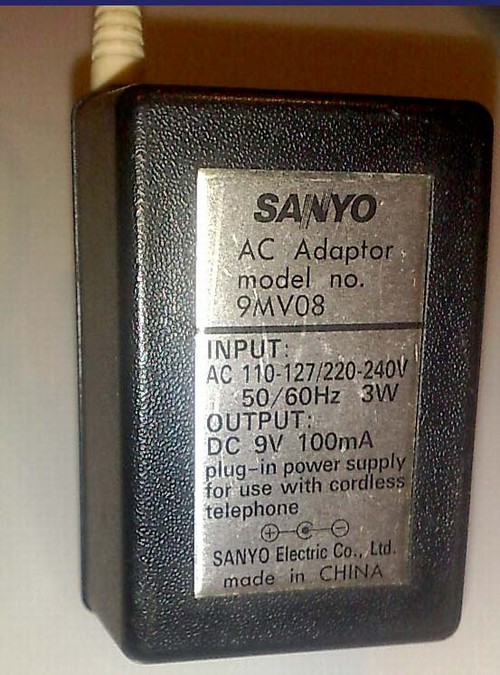 SANYO
AC Adaptor
model no.
9MV08
INPUT:
AC 110-127/220-240V
50/60Hz 3W
OUTPUT:
DC 9V 100mA
plug-in power supply
for use with cordless
telephone
SANYO Electric Co., Ltd.
made in CHINA